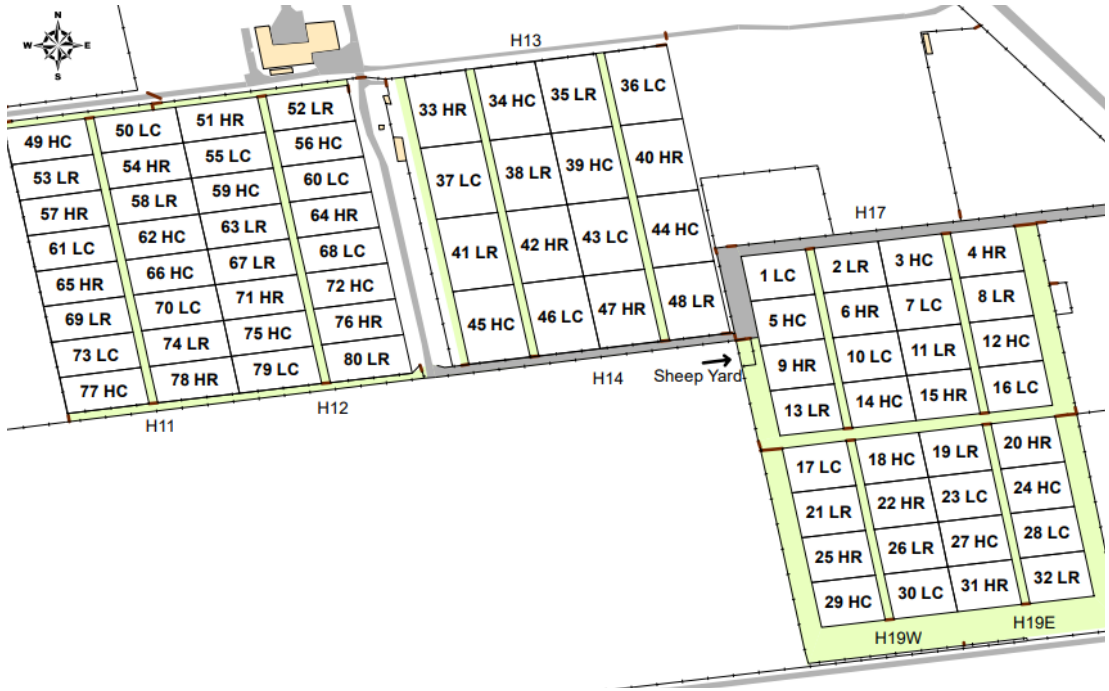 N
W E
S
H13
49 HC 50 LC 51 HR 52 LR
53 LR 54 HR 55 LC 56 HC
57 HR 58 LR 59 HC 60 LC
61 LC 62 HC 63 LR 64 HR
65 HR 66 HC 67 LR 68 LC
69 LR 70 LC 71 HR 72 HC
73 LC 74 LR 75 HC 76 HR
77 HC 78 HR 79 LC 80 LR
H11
H12
33 HR 34 HC 35 LR 36 LC
37 LC 38 LR 39 HC 40 HR
41 LR 42 HR 43 LC 44 HC
45 HC 46 LC 47 HR 48 LR
H14
Sheep Yard
H17
1 LC 2 LR 3 HC 4 HR
5 HC 6 HR 7 LC 8 LR
9 HR 10 LC 11 LR 12 HC
13 LR 14 HC 15 HR 16 LC
17 LC 18 HC 19 LR 20 HR
21 LR 22 HR 23 LC 24 HC
25 HR 26 LR 27 HC 28 LC
29 HC 30 LC 31 HR 32 LR
H19W
H19E